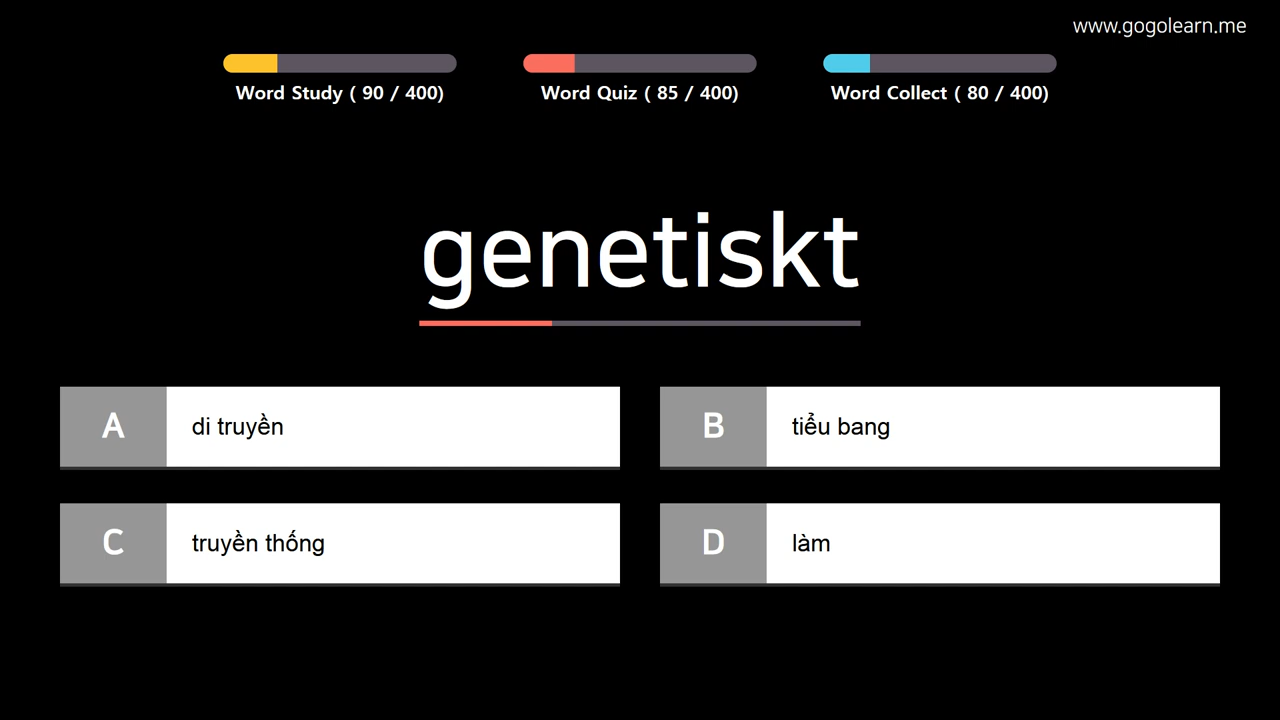 www.gogolearn.me
Word Study ( 90 / 400)
Word Quiz ( 85 / 400)
Word Collect ( 80 / 400)
genetiskt
A di truyền
B tiểu bang
C truyền thống
D làm